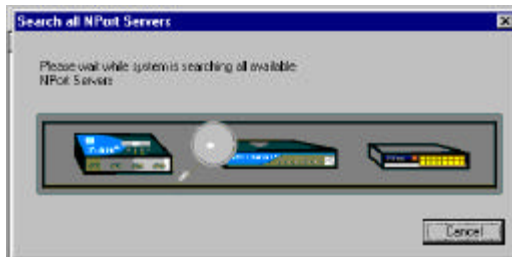 Search all NPort Servers
Please wait while system is searching all available
NPort Servers
Cancel